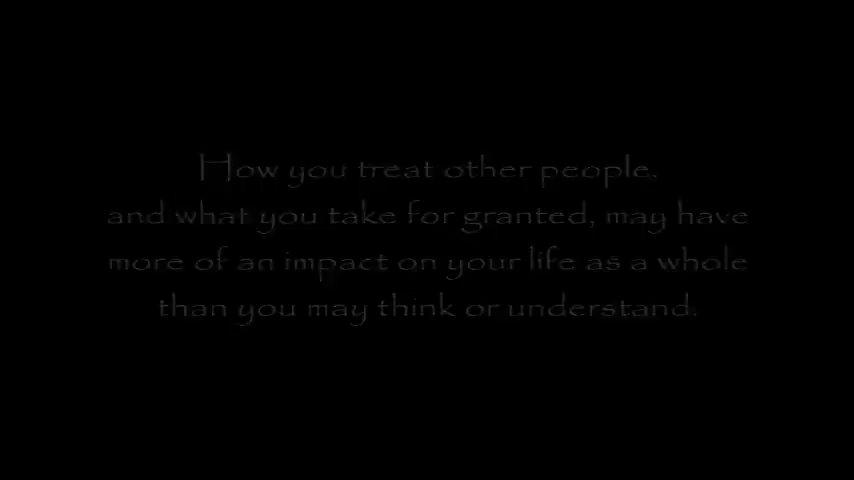 How you treat other people,
and what you take for granted, may have
more of an impact on your life as a whole
than you may think or understand.